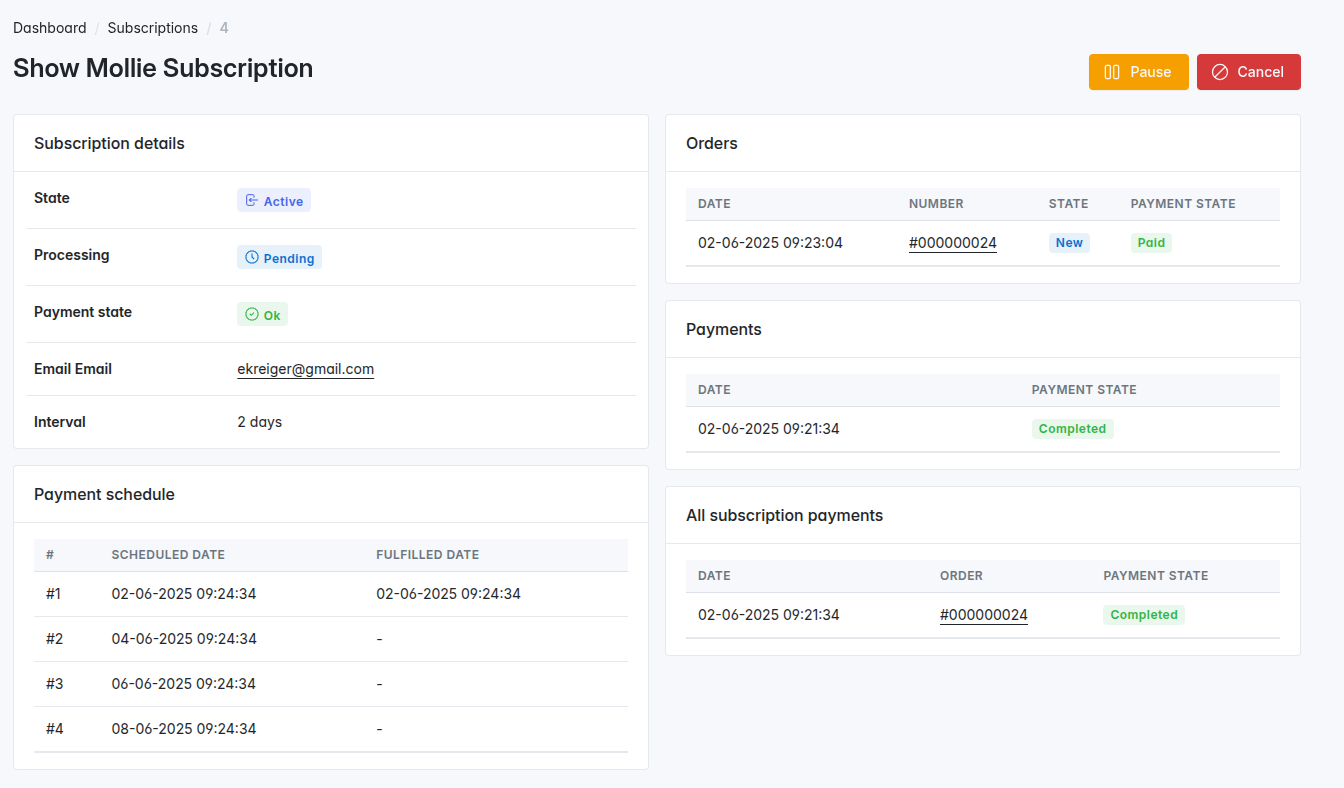 Dashboard / Subscriptions / 4
Show Mollie Subscription
Pause
Cancel
Subscription details
State Active
Processing Pending
Payment state Ok
Email Email ekreiger@gmail.com
Interval 2 days
Payment schedule
# SCHEDULED DATE FULFILLED DATE
#1 02-06-2025 09:24:34 02-06-2025 09:24:34
#2 04-06-2025 09:24:34 -
#3 06-06-2025 09:24:34 -
#4 08-06-2025 09:24:34 -
Orders
DATE NUMBER STATE PAYMENT STATE
02-06-2025 09:23:04 #000000024 New Paid
Payments
DATE PAYMENT STATE
02-06-2025 09:21:34 Completed
All subscription payments
DATE ORDER PAYMENT STATE
02-06-2025 09:21:34 #000000024 Completed